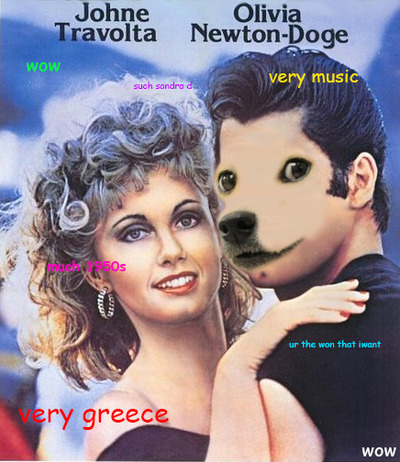 Johne Travolta
Olivia Newton-Doge
wow
very music
such sandra d
much 1950s
ur the won that iwant
very greece
wow